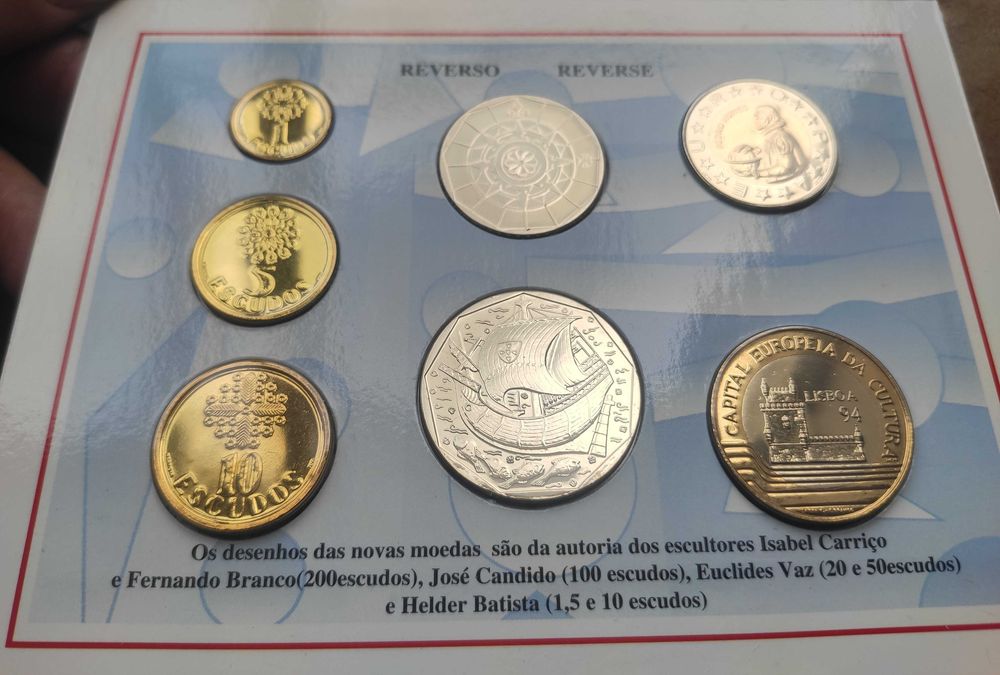 REVERSO REVERSE
1
ESCUDO
5
ESCUDOS
10
ESCUDOS
EUROPA
CAPITAL EUROPEIA DA CULTURA
LISBOA
94
Os desenhos das novas moedas são da autoria dos escultores Isabel Carriço
e Fernando Branco(200escudos), José Candido (100 escudos), Euclides Vaz (20 e 50escudos)
e Helder Batista (1,5 e 10 escudos)